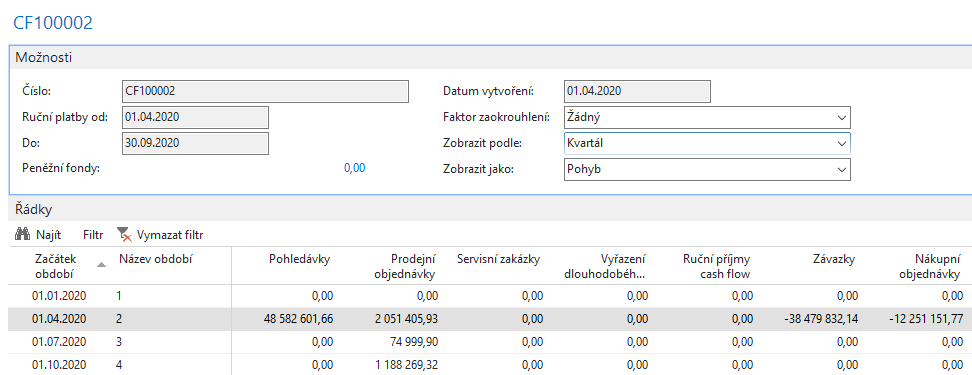 CF100002
Možnosti
Číslo: CF100002 Datum vytvoření: 01.04.2020
Ruční platby od: 01.04.2020 Faktor zaokrouhlení: Žádný
Do: 30.09.2020 Zobrazit podle: Kvartál
Peněžní fondy: 0,00 Zobrazit jako: Pohyb
Řádky
Najít Filtr Vymazat filtr
Začátek Název období Pohledávky Prodejní Servisní zakázky Vyřazení Ruční příjmy Závazky Nákupní
období objednávky dlouhodobéh... cash flow objednávky
01.01.2020 1 0,00 0,00 0,00 0,00 0,00 0,00 0,00
01.04.2020 2 48 582 601,66 2 051 405,93 0,00 0,00 0,00 -38 479 832,14 -12 251 151,77
01.07.2020 3 0,00 74 999,90 0,00 0,00 0,00 0,00 0,00
01.10.2020 4 0,00 1 188 269,32 0,00 0,00 0,00 0,00 0,00